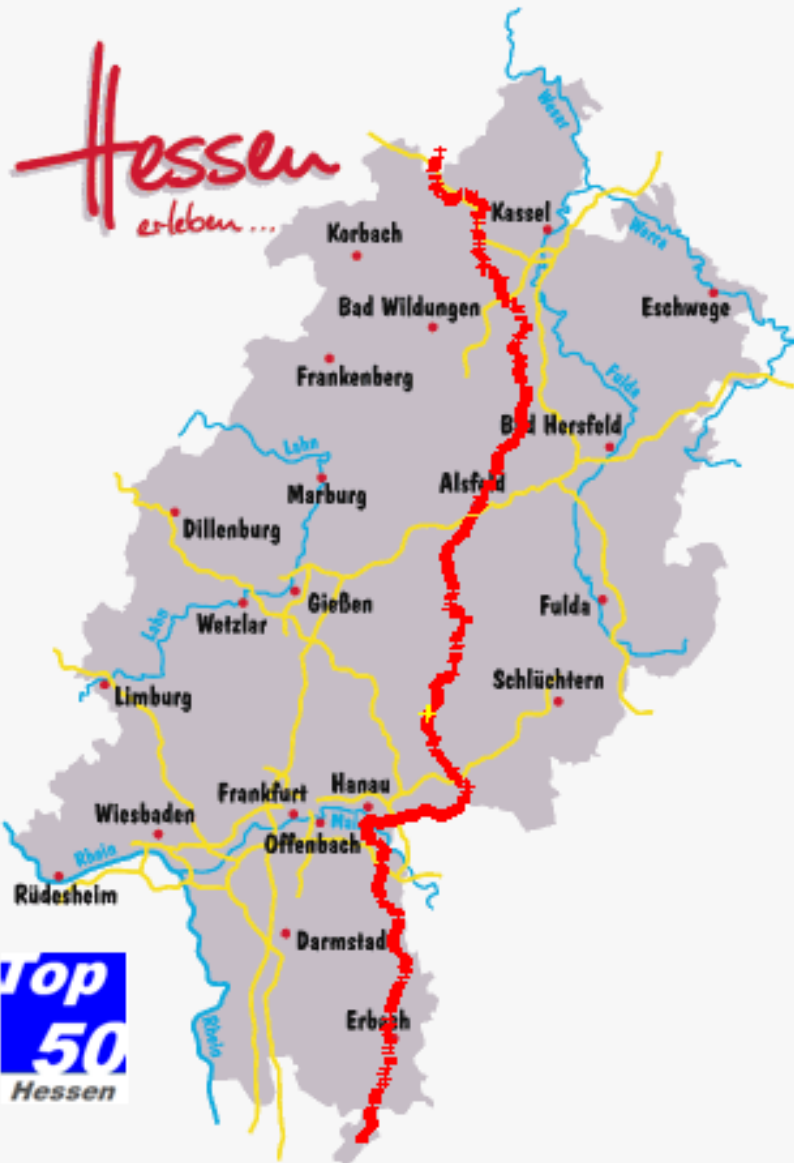 Hessen
erleben...
Weser
Kassel
Korbach
Werra
Bad Wildungen
Eschwege
Frankenberg
Fulda
Bad Hersfeld
Lahn
Alsfeld
Marburg
Dillenburg
Gießen
Fulda
Wetzlar
Lahn
Schlüchtern
Limburg
Hanau
Frankfurt
Wiesbaden
Main
Offenbach
Rhein
Rüdesheim
Darmstadt
Top
50
Hessen
Erbach
Rhein